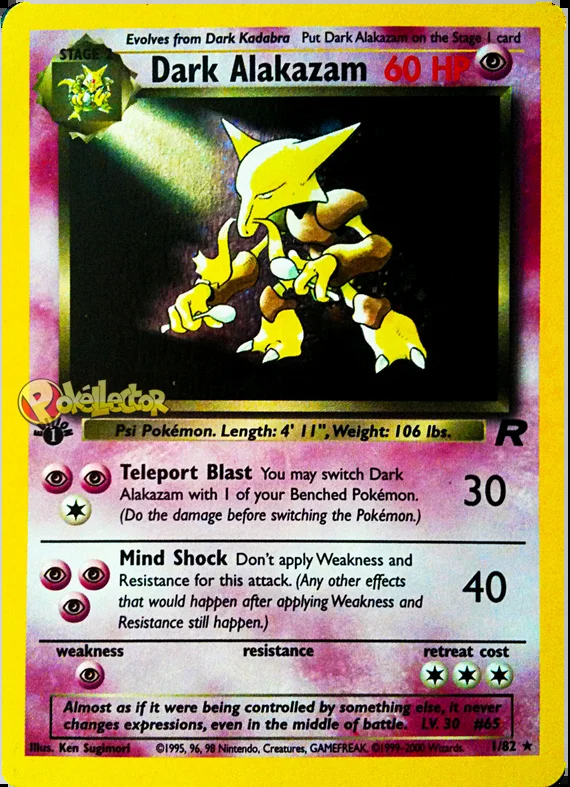 Evolves from Dark Kadabra Put Dark Alakazam on the Stage 1 card
STAGE 2
Dark Alakazam 60 HP
Pokéllector
1
Psi Pokémon. Length: 4' 11", Weight: 106 lbs.
R
Teleport Blast You may switch Dark
Alakazam with 1 of your Benched Pokémon.
(Do the damage before switching the Pokémon.)
30
Mind Shock Don't apply Weakness and
Resistance for this attack. (Any other effects
that would happen after applying Weakness and
Resistance still happen.)
40
weakness resistance retreat cost
Almost as if it were being controlled by something else, it never
changes expressions, even in the middle of battle. LV. 30 #65
Illus. Ken Sugimori ©1995, 96, 98 Nintendo, Creatures, GAMEFREAK. ©1999-2000 Wizards. 1/82 ★